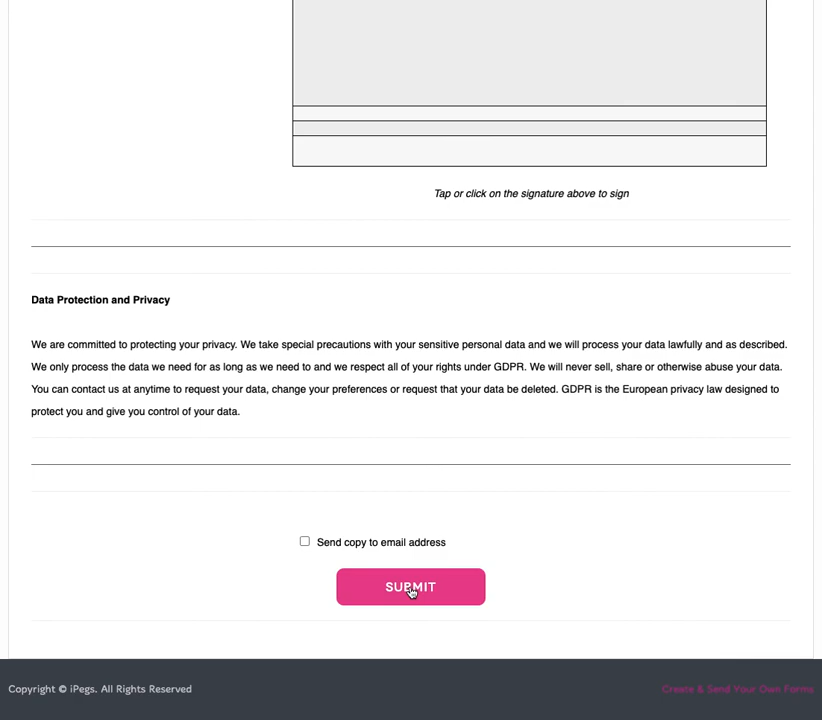 Tap or click on the signature above to sign
Data Protection and Privacy
We are committed to protecting your privacy. We take special precautions with your sensitive personal data and we will process your data lawfully and as described.
We only process the data we need for as long as we need to and we respect all of your rights under GDPR. We will never sell, share or otherwise abuse your data.
You can contact us at anytime to request your data, change your preferences or request that your data be deleted. GDPR is the European privacy law designed to
protect you and give you control of your data.
Send copy to email address
SUBMIT
Copyright © iPegs. All Rights Reserved
Create & Send Your Own Forms